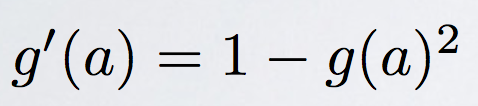 g′(a) = 1 − g(a)²